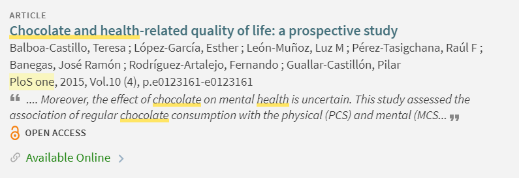 ARTICLE
Chocolate and health-related quality of life: a prospective study
Balboa-Castillo, Teresa ; López-García, Esther ; León-Muñoz, Luz M ; Pérez-Tasigchana, Raúl F ;
Banegas, José Ramón ; Rodríguez-Artalejo, Fernando ; Guallar-Castillón, Pilar
PloS one, 2015, Vol.10 (4), p.e0123161-e0123161
“ .... Moreover, the effect of chocolate on mental health is uncertain. This study assessed the
association of regular chocolate consumption with the physical (PCS) and mental (MCS... ”
OPEN ACCESS
Available Online >